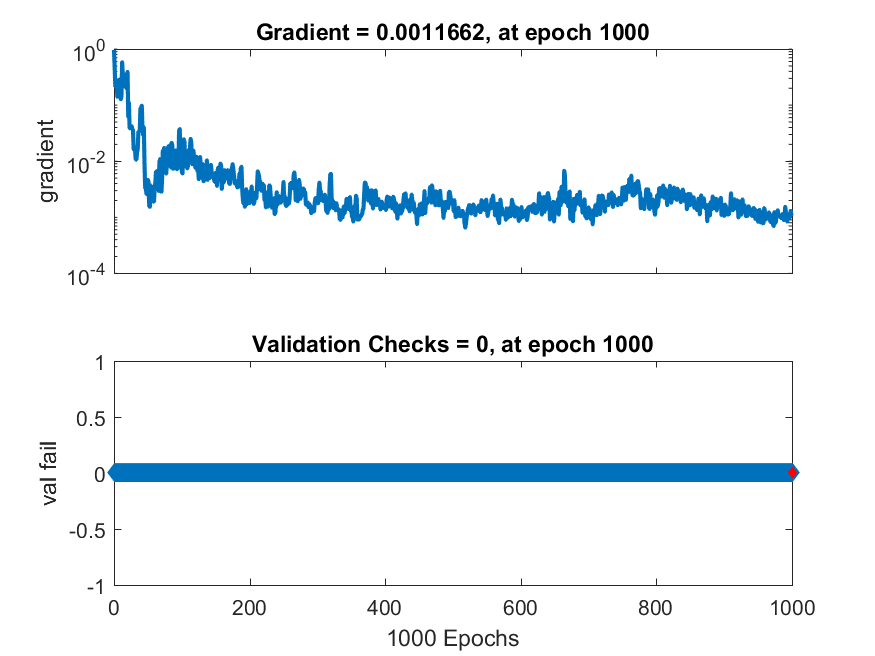 Gradient = 0.0011662, at epoch 1000
10^0
10^-2
10^-4
gradient
Validation Checks = 0, at epoch 1000
1
0.5
0
-0.5
-1
val fail
0 200 400 600 800 1000
1000 Epochs